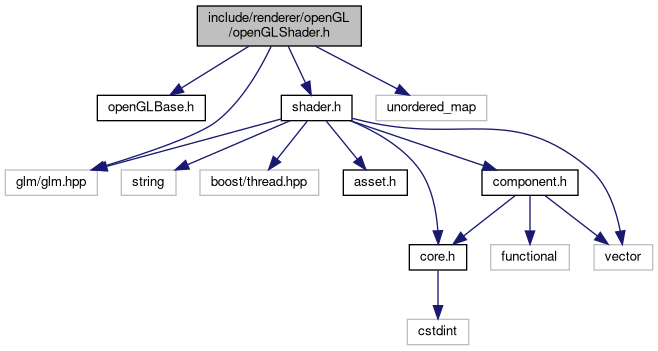 include/renderer/openGL
/openGLShader.h
openGLBase.h
shader.h
unordered_map
glm/glm.hpp
string
boost/thread.hpp
asset.h
component.h
core.h
functional
vector
cstdint